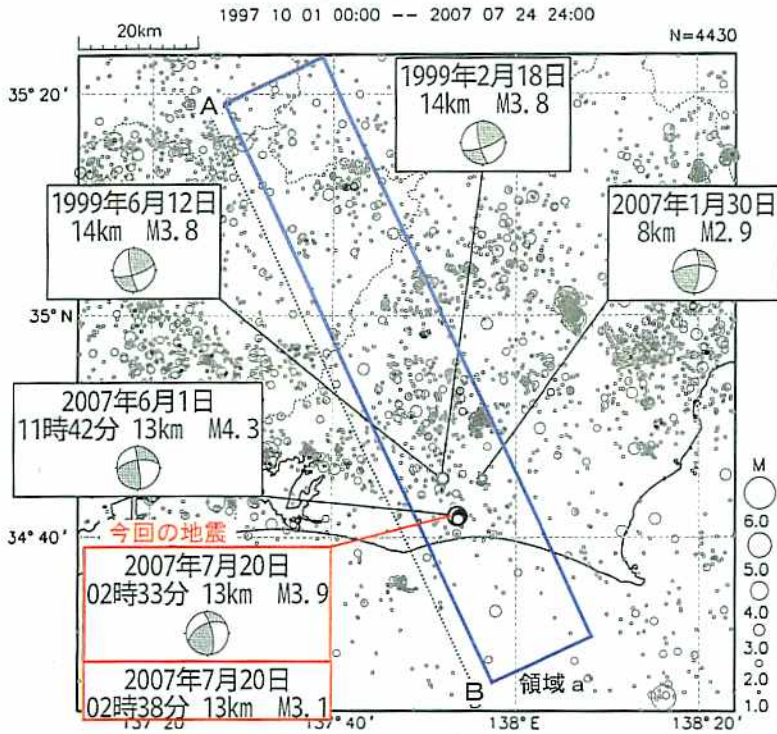 1997 10 01 00:00 -- 2007 07 24 24:00
20km
N=4430
1999年2月18日
14km M3.8
35° 20'
A
1999年6月12日
14km M3.8
2007年1月30日
8km M2.9
35° N
2007年6月1日
11時42分 13km M4.3
34° 40'
今回の地震
2007年7月20日
02時33分 13km M3.9
2007年7月20日
02時38分 13km M3.1
B
領域a
M
6.0
5.0
4.0
3.0
2.0
1.0
137° 20'
137° 40'
138° E
138° 20'